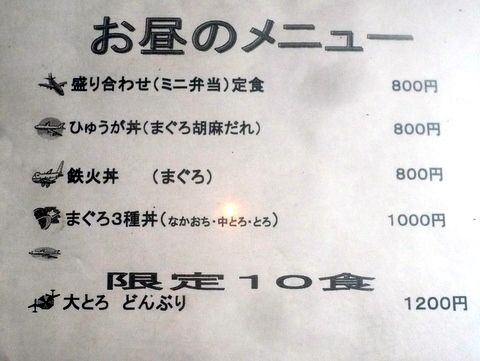 お昼のメニュー
盛り合わせ(ミニ弁当)定食 800円
ひゅうが丼(まぐろ胡麻だれ) 800円
鉄火丼 (まぐろ) 800円
まぐろ3種丼(なかおち・中とろ・とろ) 1000円
限定10食
大とろ どんぶり 1200円